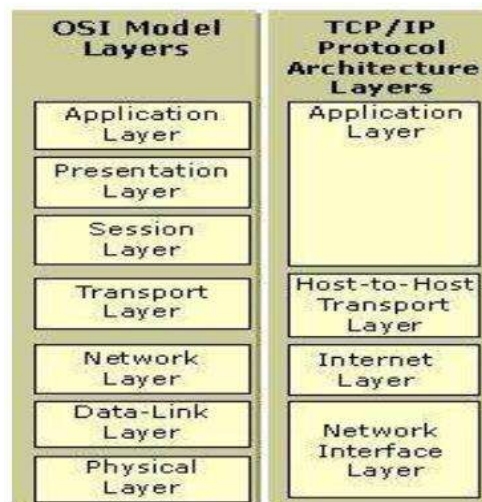 OSI Model
Layers
Application
Layer
Presentation
Layer
Session
Layer
Transport
Layer
Network
Layer
Data-Link
Layer
Physical
Layer
TCP/IP
Protocol
Architecture
Layers
Application
Layer
Host-to-Host
Transport
Layer
Internet
Layer
Network
Interface
Layer